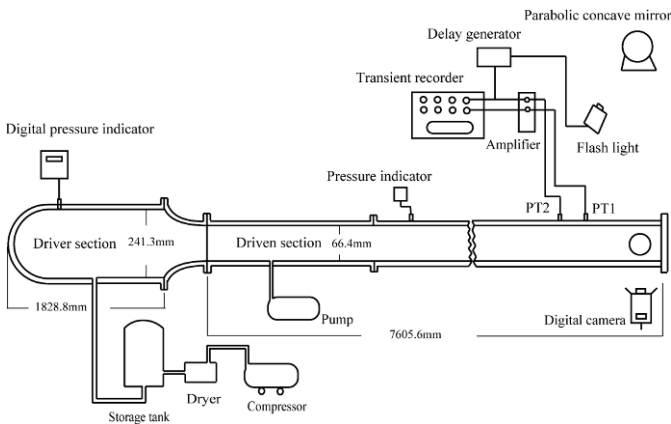 Parabolic concave mirror
Delay generator
Transient recorder
Digital pressure indicator
Amplifier
Flash light
Pressure indicator
PT2
PT1
Driver section
241.3mm
Driven section
66.4mm
1828.8mm
Pump
7605.6mm
Digital camera
Dryer
Compressor
Storage tank